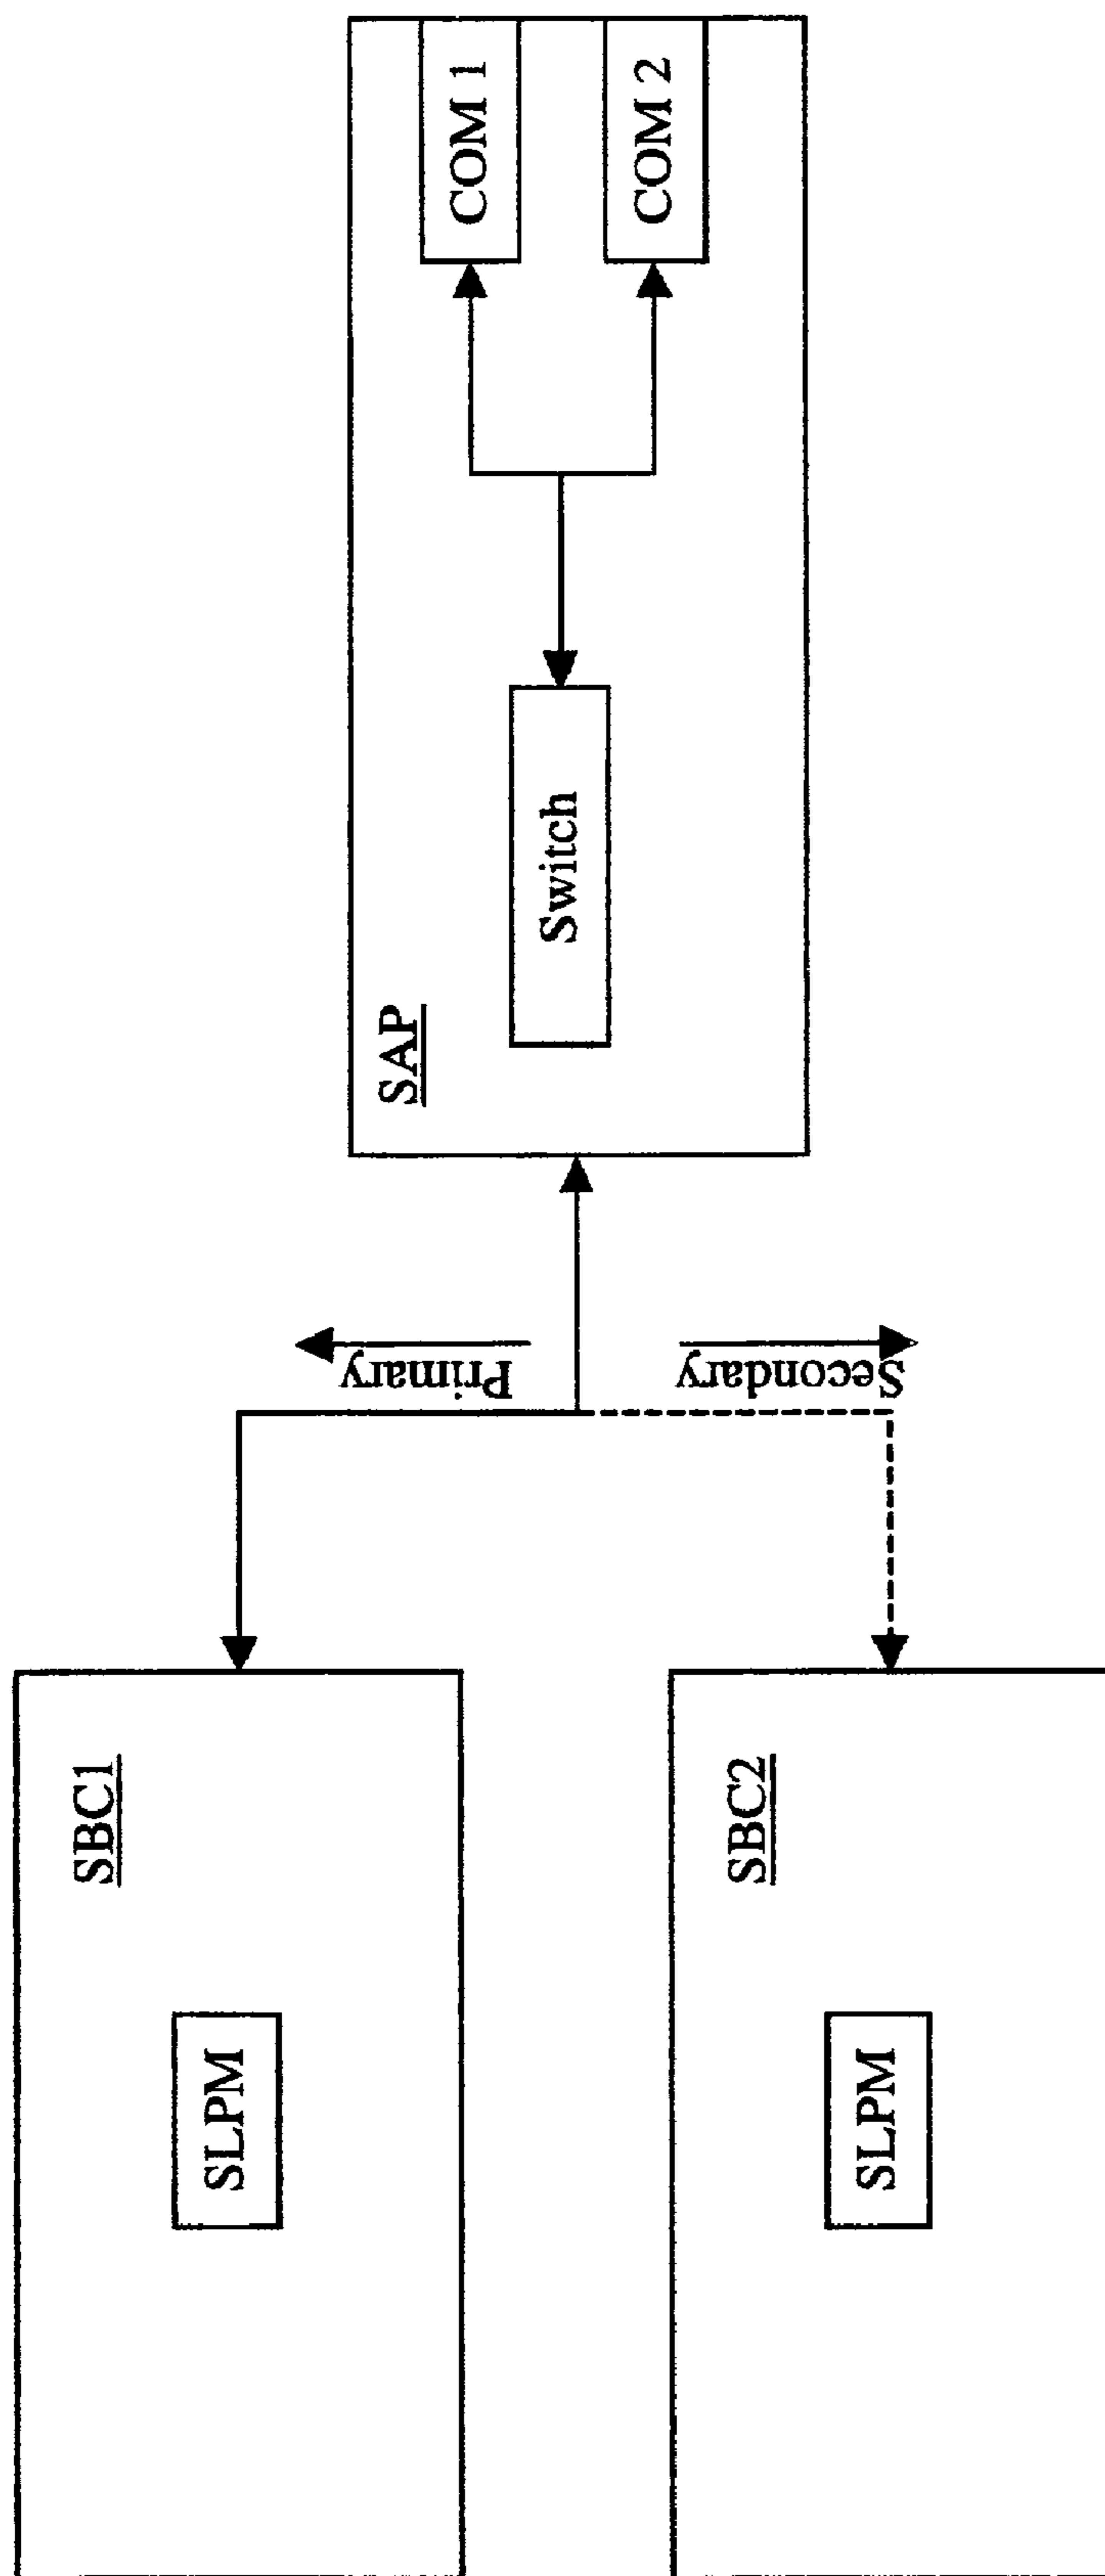 SBC1
SLPM
SBC2
SLPM
Primary
Secondary
SAP
Switch
COM 1
COM 2